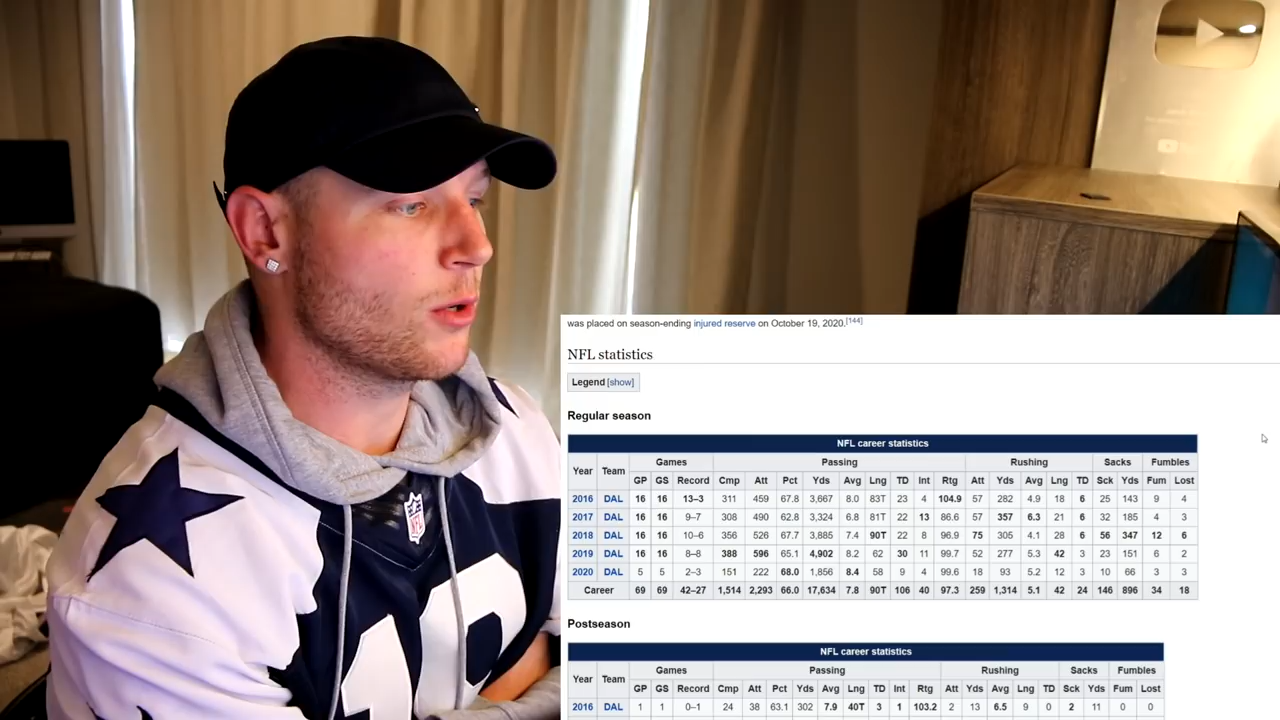 was placed on season-ending injured reserve on October 19, 2020.[144]
NFL statistics
Legend [show]
Regular season
NFL career statistics
Year Team Games Passing Rushing Sacks Fumbles
GP GS Record Cmp Att Pct Yds Avg Lng TD Int Rtg Att Yds Avg Lng TD Sck Yds Fum Lost
2016 DAL 16 16 13–3 311 459 67.8 3,667 8.0 83T 23 4 104.9 57 282 4.9 18 6 25 143 9 4
2017 DAL 16 16 9–7 308 490 62.8 3,324 6.8 81T 22 13 86.6 57 357 6.3 21 6 32 185 4 3
2018 DAL 16 16 10–6 356 526 67.7 3,885 7.4 90T 22 8 96.9 75 305 4.1 28 6 56 347 12 6
2019 DAL 16 16 8–8 388 596 65.1 4,902 8.2 62 30 11 99.7 52 277 5.3 42 3 23 151 6 2
2020 DAL 5 5 2–3 151 222 68.0 1,856 8.4 58 9 4 99.6 18 93 5.2 12 3 10 66 3 3
Career 69 69 42–27 1,514 2,293 66.0 17,634 7.8 90T 106 40 97.3 259 1,314 5.1 42 24 146 896 34 18
Postseason
NFL career statistics
Year Team Games Passing Rushing Sacks Fumbles
GP GS Record Cmp Att Pct Yds Avg Lng TD Int Rtg Att Yds Avg Lng TD Sck Yds Fum Lost
2016 DAL 1 1 0–1 24 38 63.1 302 7.9 40T 3 1 103.2 2 13 6.5 9 0 2 11 0 0
NFL